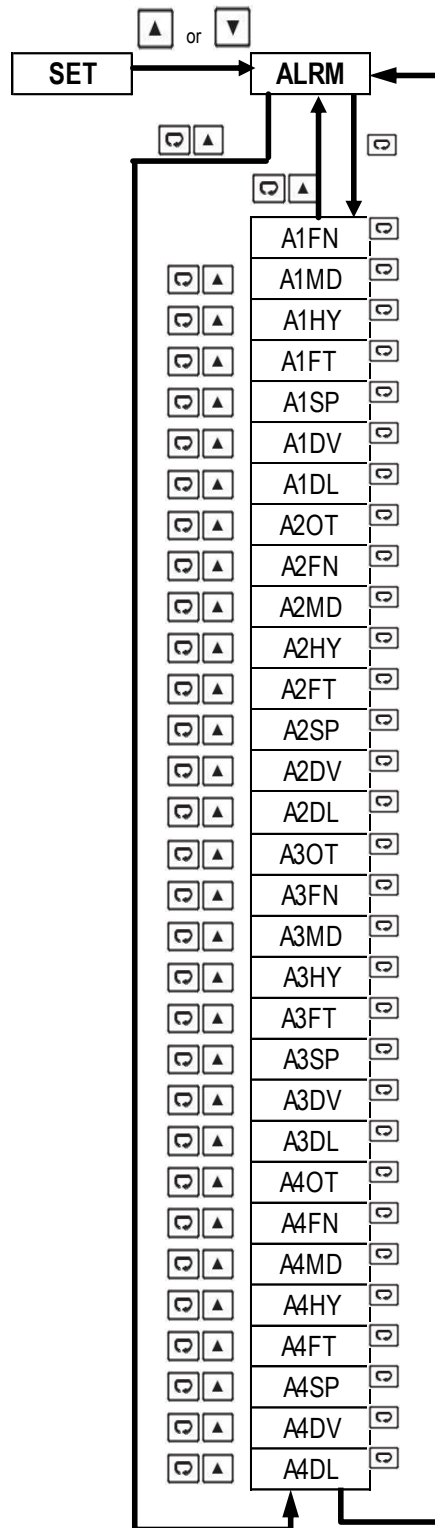 or
SET
ALRM
A1FN
A1MD
A1HY
A1FT
A1SP
A1DV
A1DL
A2OT
A2FN
A2MD
A2HY
A2FT
A2SP
A2DV
A2DL
A3OT
A3FN
A3MD
A3HY
A3FT
A3SP
A3DV
A3DL
A4OT
A4FN
A4MD
A4HY
A4FT
A4SP
A4DV
A4DL